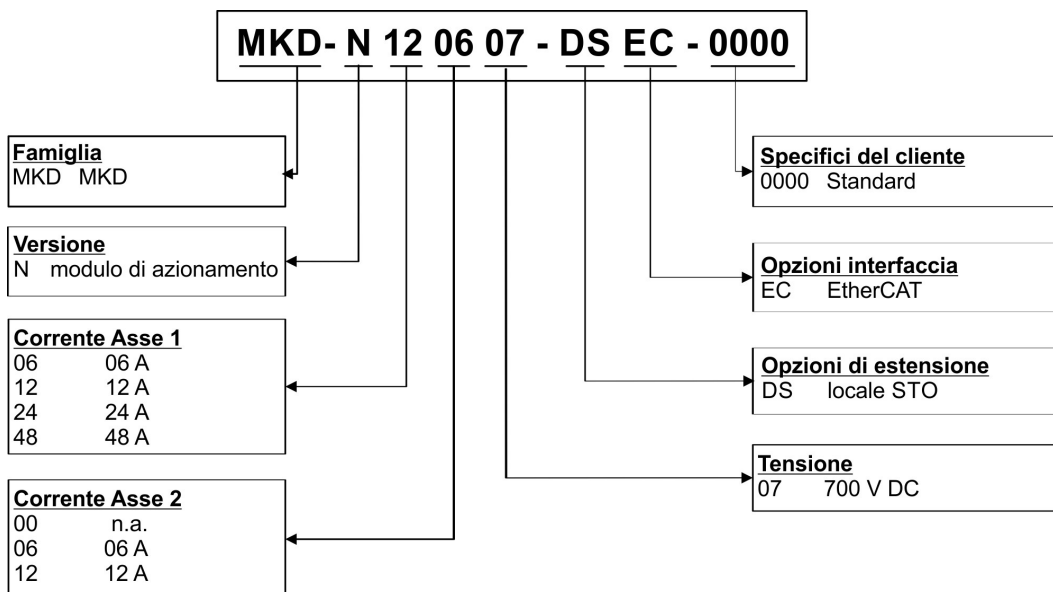 MKD- N 12 06 07 - DS EC - 0000
Famiglia
MKD MKD
Versione
N modulo di azionamento
Corrente Asse 1
06 06 A
12 12 A
24 24 A
48 48 A
Corrente Asse 2
00 n.a.
06 06 A
12 12 A
Specifici del cliente
0000 Standard
Opzioni interfaccia
EC EtherCAT
Opzioni di estensione
DS locale STO
Tensione
07 700 V DC